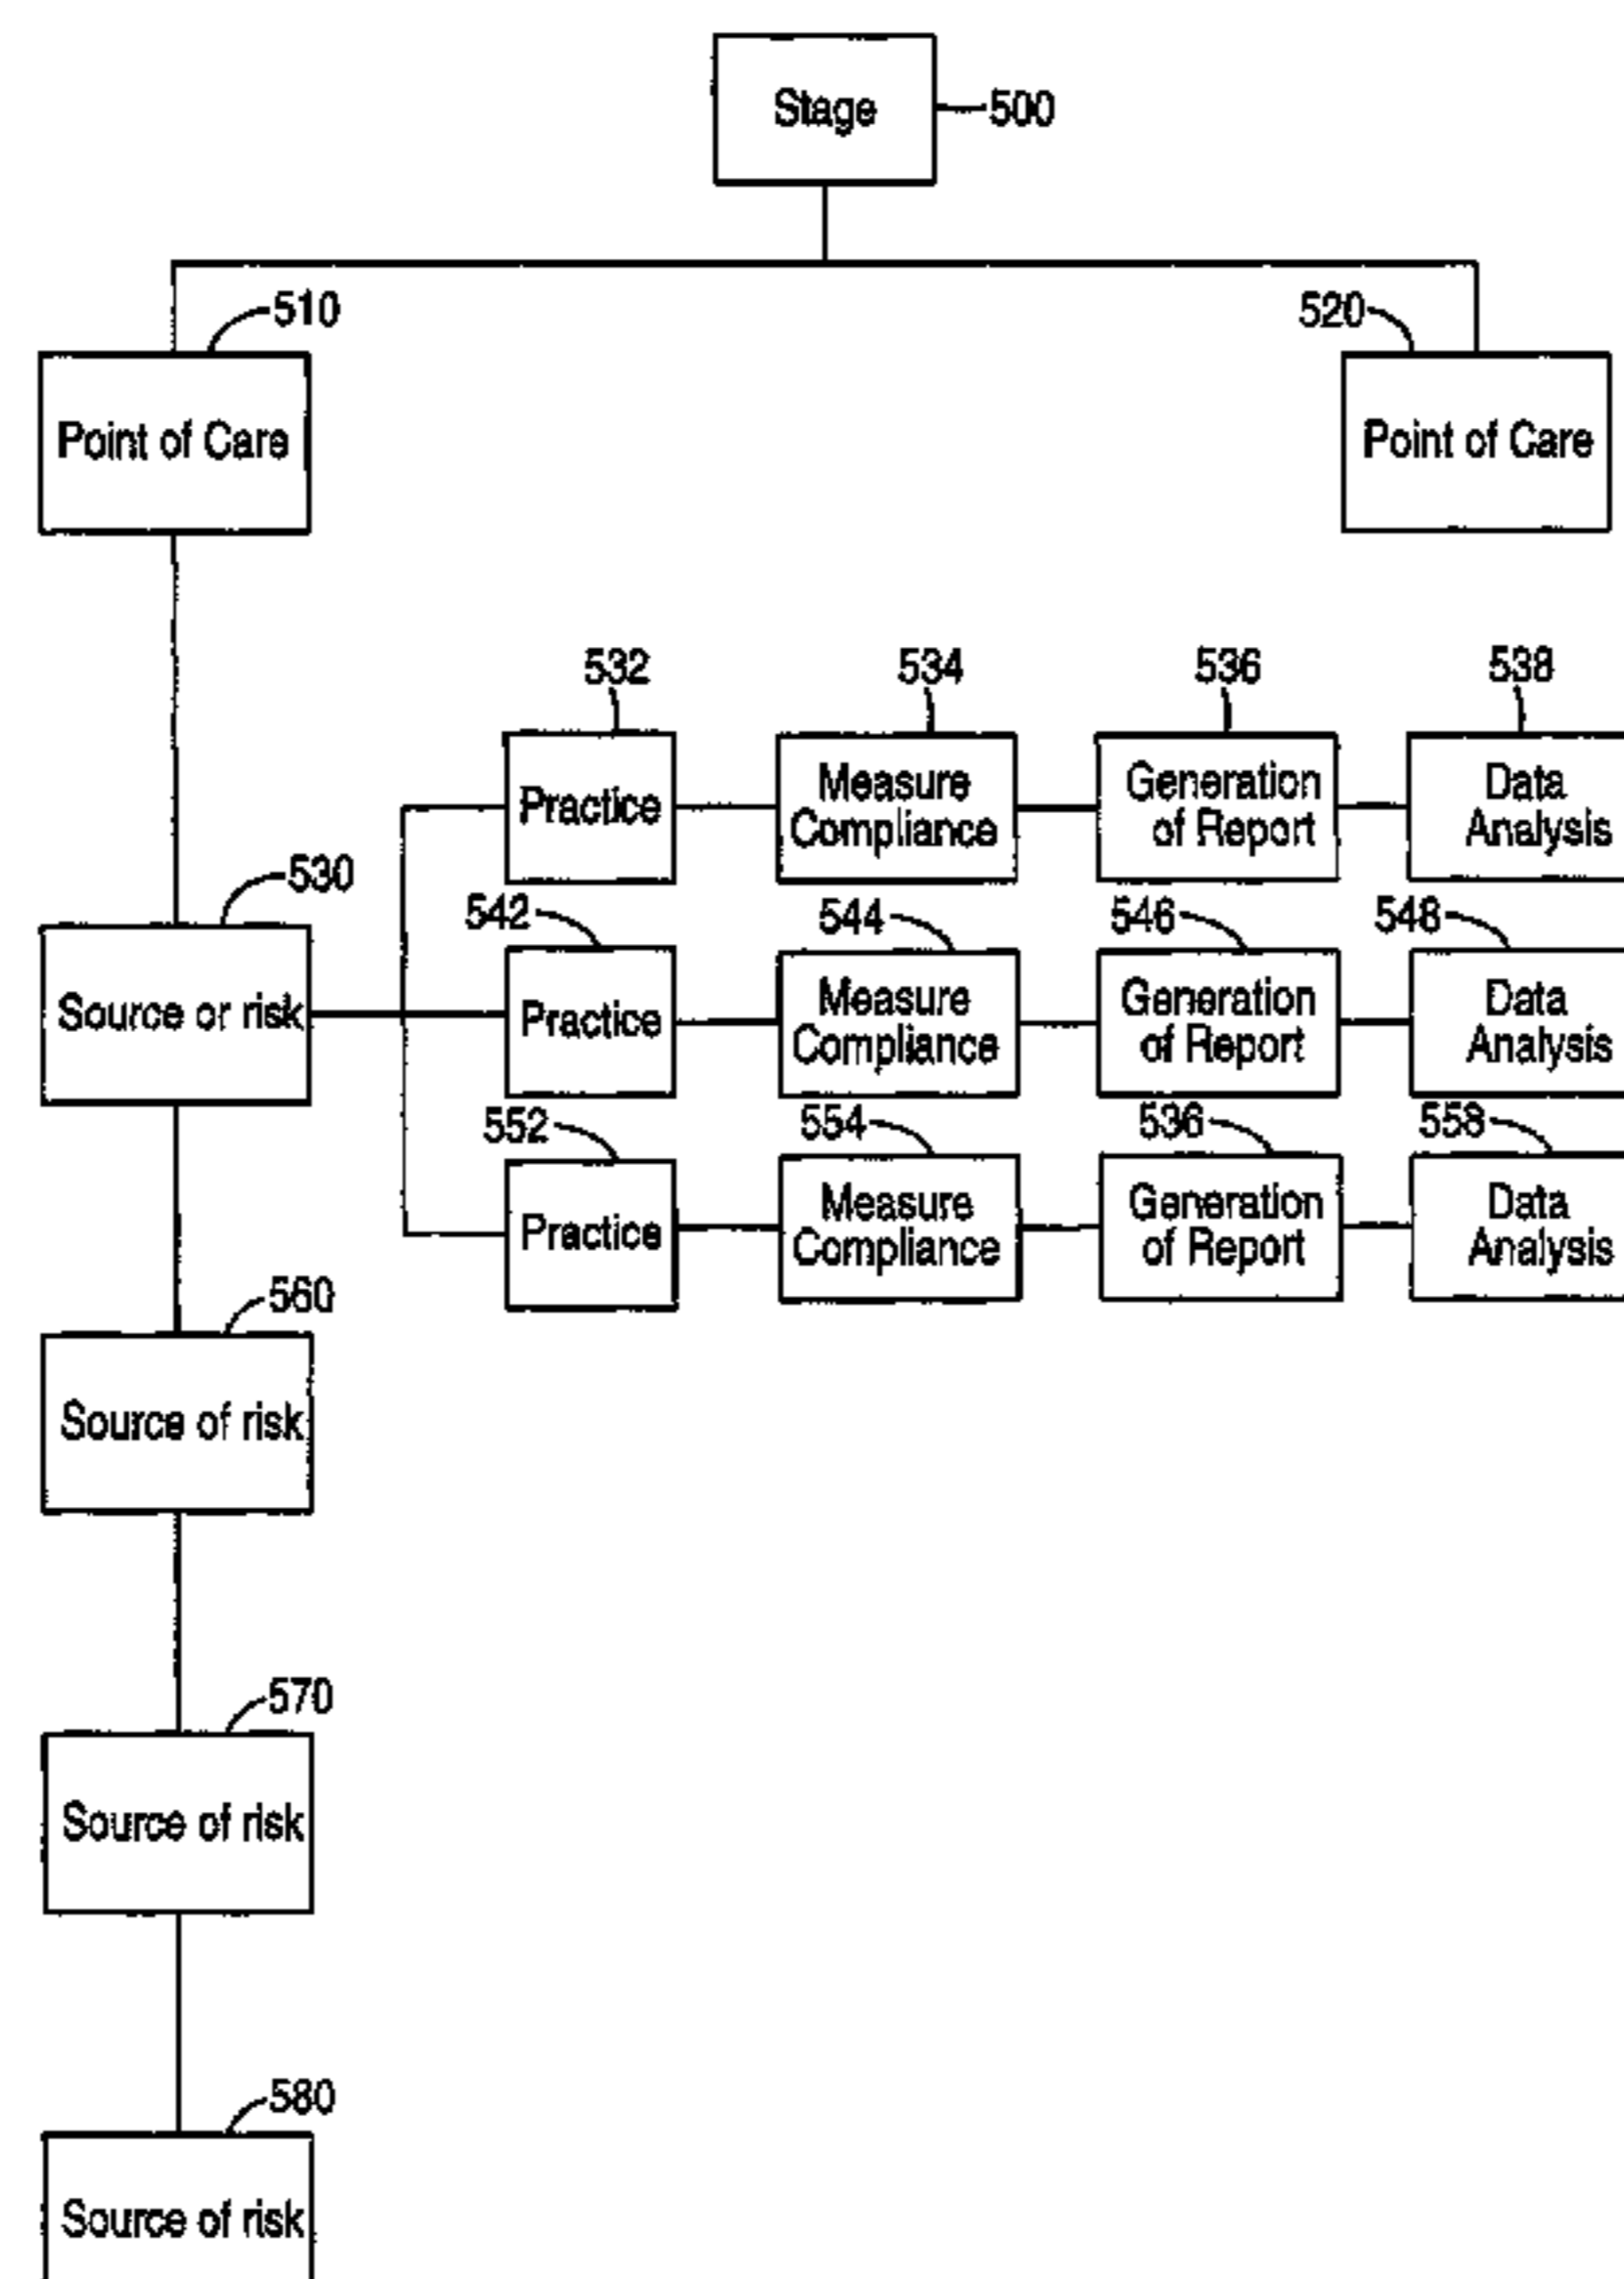 Stage
500
510
520
Point of Care
Point of Care
532
534
536
538
Practice
Measure
Compliance
Generation
of Report
Data
Analysis
530
Source or risk
542
544
546
548
Practice
Measure
Compliance
Generation
of Report
Data
Analysis
552
554
536
558
Practice
Measure
Compliance
Generation
of Report
Data
Analysis
560
Source of risk
570
Source of risk
580
Source of risk